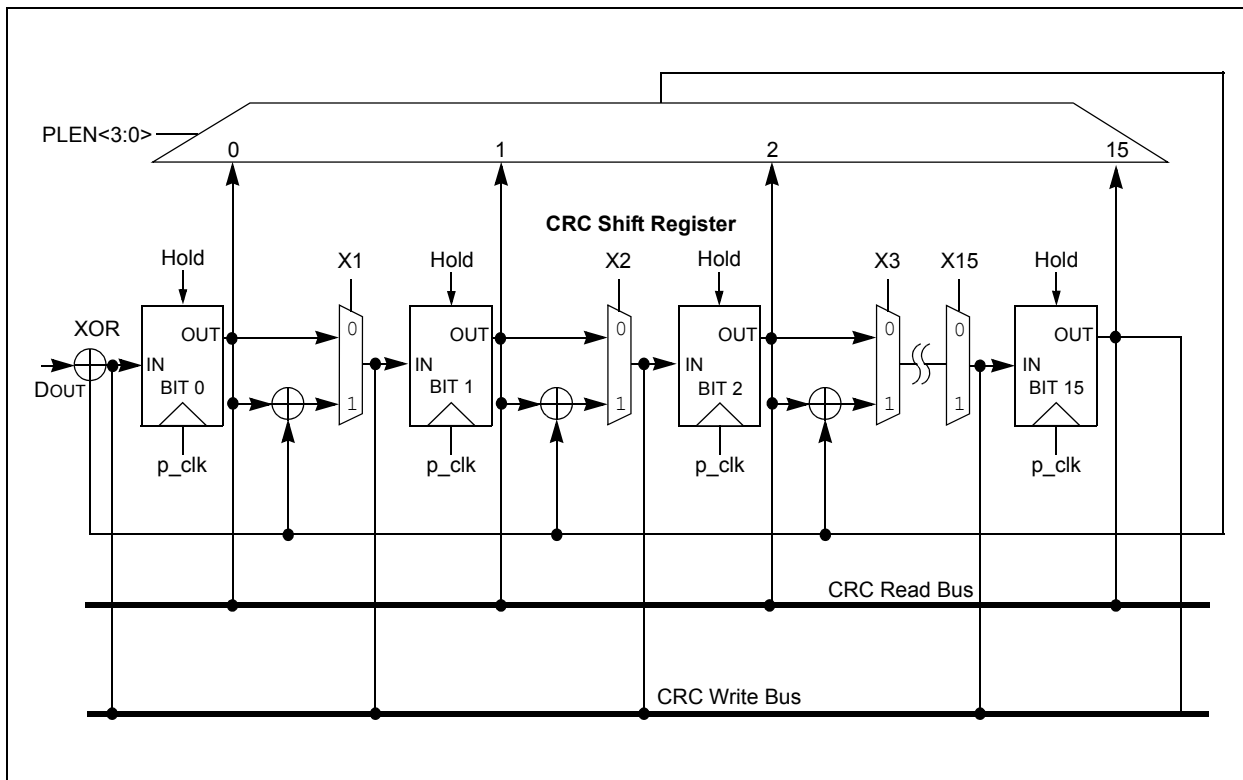 PLEN<3:0>
0 1 2 15
CRC Shift Register
Hold X1 Hold X2 Hold X3 X15 Hold
XOR
OUT 0 OUT 0 OUT 0 0 OUT
IN IN IN IN
DOUT
BIT 0 1 BIT 1 1 BIT 2 1 1 BIT 15
p_clk p_clk p_clk p_clk
CRC Read Bus
CRC Write Bus